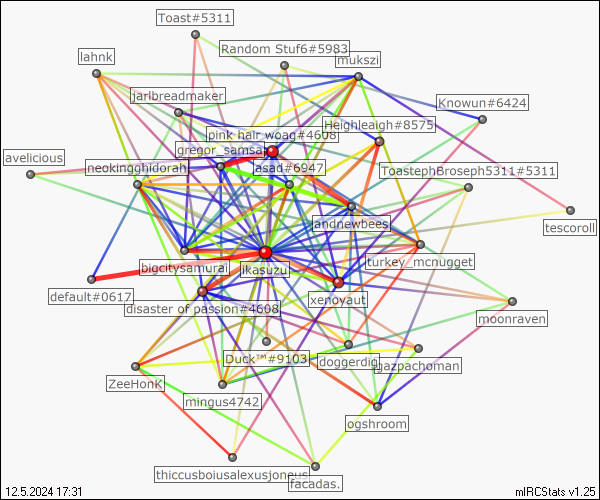 Toast#5311
Random Stuf6#5983
lahnk
mukszi
jarlbreadmaker
Knowun#6424
Heighleaigh#8575
pink hair woag#4608
gregor_samsa
avelicious
neokingghidorah
jasad#6947
ToastephBroseph5311#5311
andnewbees
tescoroll
turkey_mcnugget
bigcitysamurai
ikasuzu
default#0617
xenoyaut
disaster of passion#4608
moonraven
Duck™#9103
doggerdig
gazpachoman
ZeeHonK
mingus4742
ogshroom
thiccusboiusalexusjoneus
facadas.
12.5.2024 17:31
mIRCStats v1.25